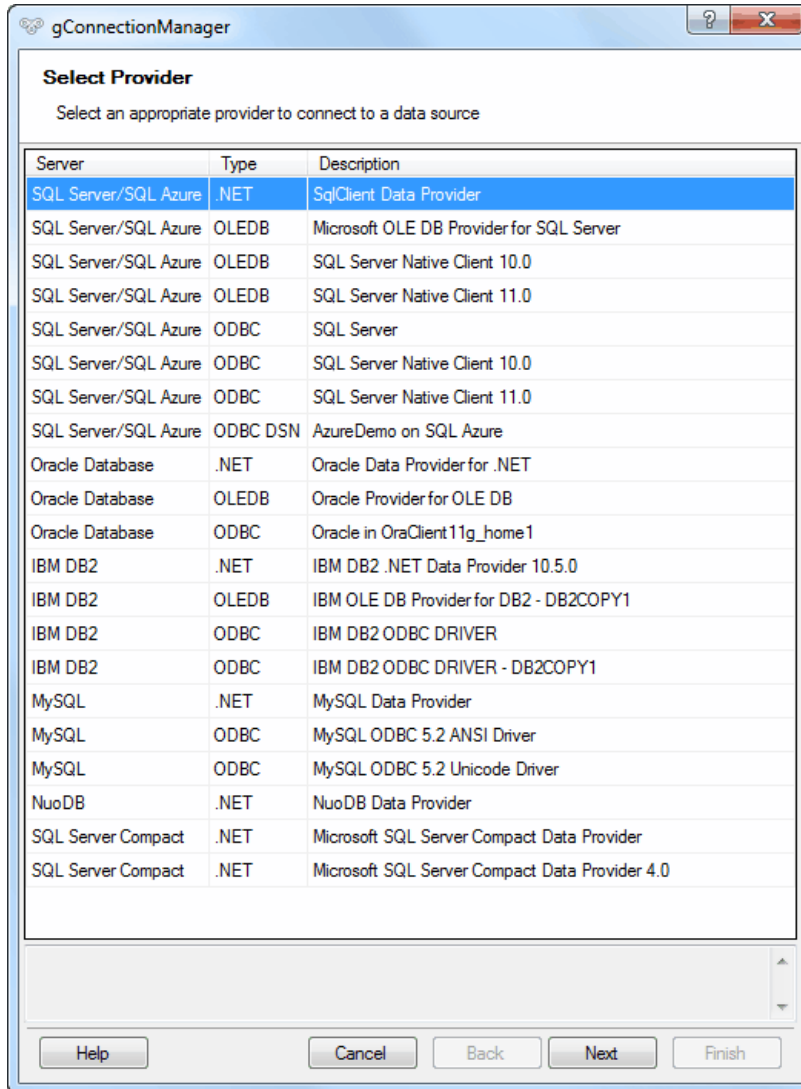 gConnectionManager
Select Provider
Select an appropriate provider to connect to a data source
Server Type Description
SQL Server/SQL Azure .NET SqlClient Data Provider
SQL Server/SQL Azure OLEDB Microsoft OLE DB Provider for SQL Server
SQL Server/SQL Azure OLEDB SQL Server Native Client 10.0
SQL Server/SQL Azure OLEDB SQL Server Native Client 11.0
SQL Server/SQL Azure ODBC SQL Server
SQL Server/SQL Azure ODBC SQL Server Native Client 10.0
SQL Server/SQL Azure ODBC SQL Server Native Client 11.0
SQL Server/SQL Azure ODBC DSN AzureDemo on SQL Azure
Oracle Database .NET Oracle Data Provider for .NET
Oracle Database OLEDB Oracle Provider for OLE DB
Oracle Database ODBC Oracle in OraClient11g_home1
IBM DB2 .NET IBM DB2 .NET Data Provider 10.5.0
IBM DB2 OLEDB IBM OLE DB Provider for DB2 - DB2COPY1
IBM DB2 ODBC IBM DB2 ODBC DRIVER
IBM DB2 ODBC IBM DB2 ODBC DRIVER - DB2COPY1
MySQL .NET MySQL Data Provider
MySQL ODBC MySQL ODBC 5.2 ANSI Driver
MySQL ODBC MySQL ODBC 5.2 Unicode Driver
NuoDB .NET NuoDB Data Provider
SQL Server Compact .NET Microsoft SQL Server Compact Data Provider
SQL Server Compact .NET Microsoft SQL Server Compact Data Provider 4.0
Help Cancel Back Next Finish